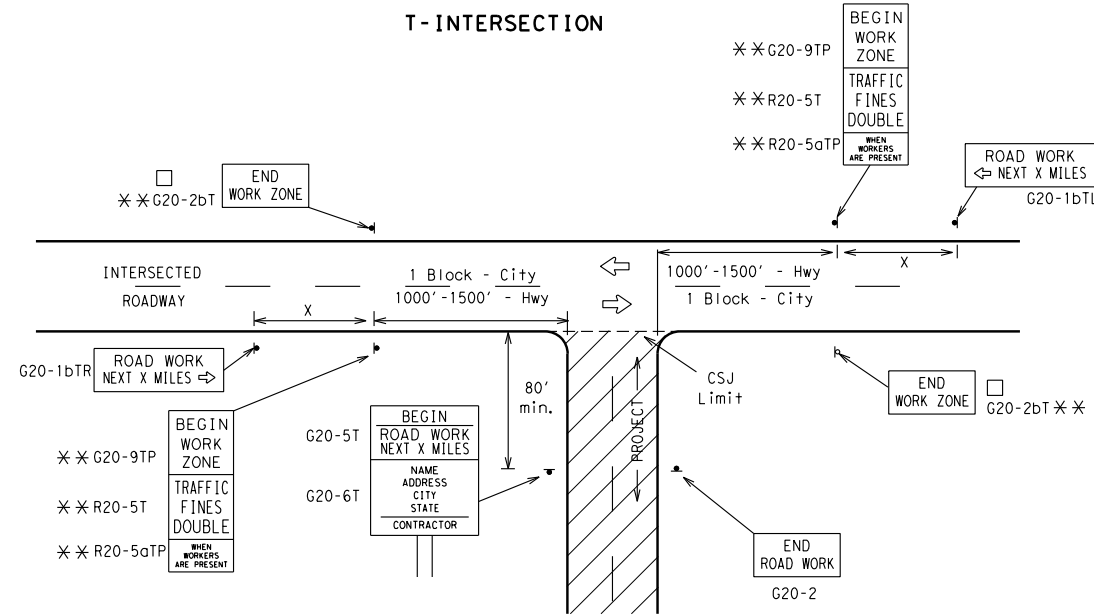 T-INTERSECTION
✳✳G20-9TP
BEGIN
WORK
ZONE
✳✳R20-5T
TRAFFIC
FINES
DOUBLE
✳✳R20-5aTP
WHEN
WORKERS
ARE PRESENT
ROAD WORK
⇦ NEXT X MILES
G20-1bTL
□
✳✳G20-2bT
END
WORK ZONE
INTERSECTED
ROADWAY
1 Block - City
1000'-1500' - Hwy
1000'-1500' - Hwy
1 Block - City
X
X
G20-1bTR
ROAD WORK
NEXT X MILES ⇨
80'
min.
CSJ
Limit
PROJECT
END
WORK ZONE
□
G20-2bT ✳✳
✳✳G20-9TP
BEGIN
WORK
ZONE
✳✳R20-5T
TRAFFIC
FINES
DOUBLE
✳✳R20-5aTP
WHEN
WORKERS
ARE PRESENT
G20-5T
BEGIN
ROAD WORK
NEXT X MILES
G20-6T
NAME
ADDRESS
CITY
STATE
CONTRACTOR
END
ROAD WORK
G20-2